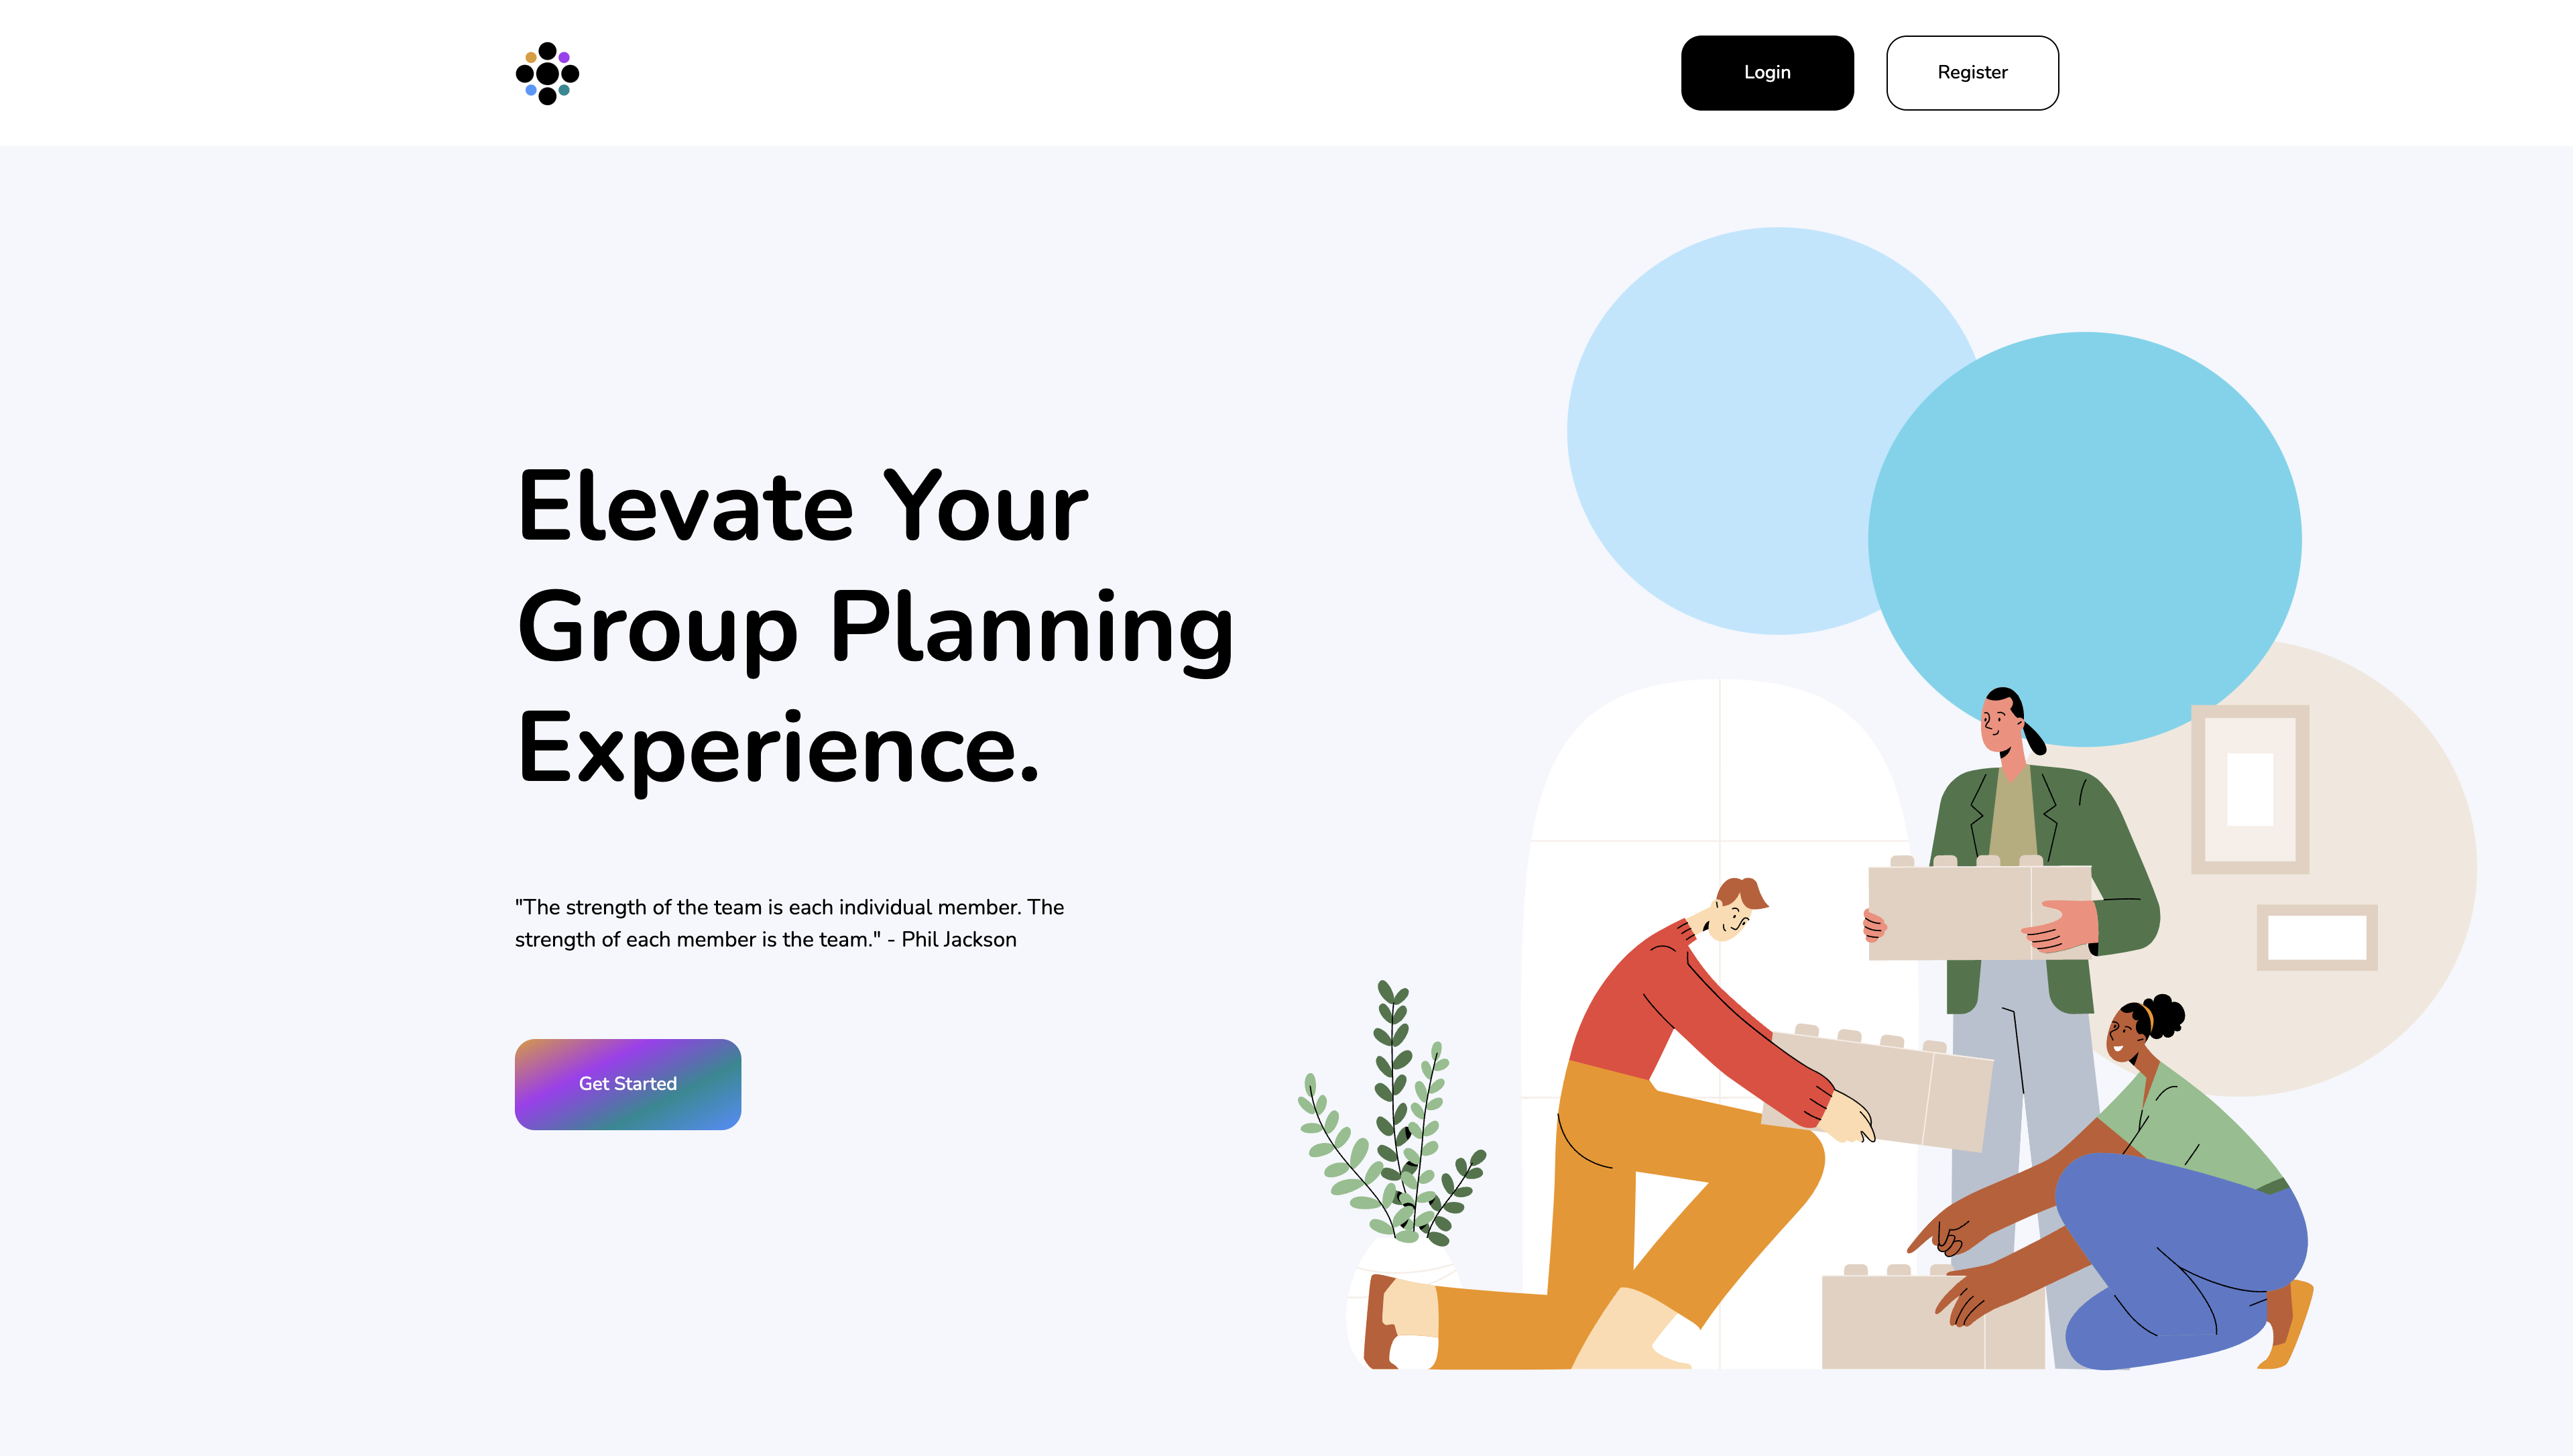 Login
Register
Elevate Your
Group Planning
Experience.
"The strength of the team is each individual member. The
strength of each member is the team." - Phil Jackson
Get Started